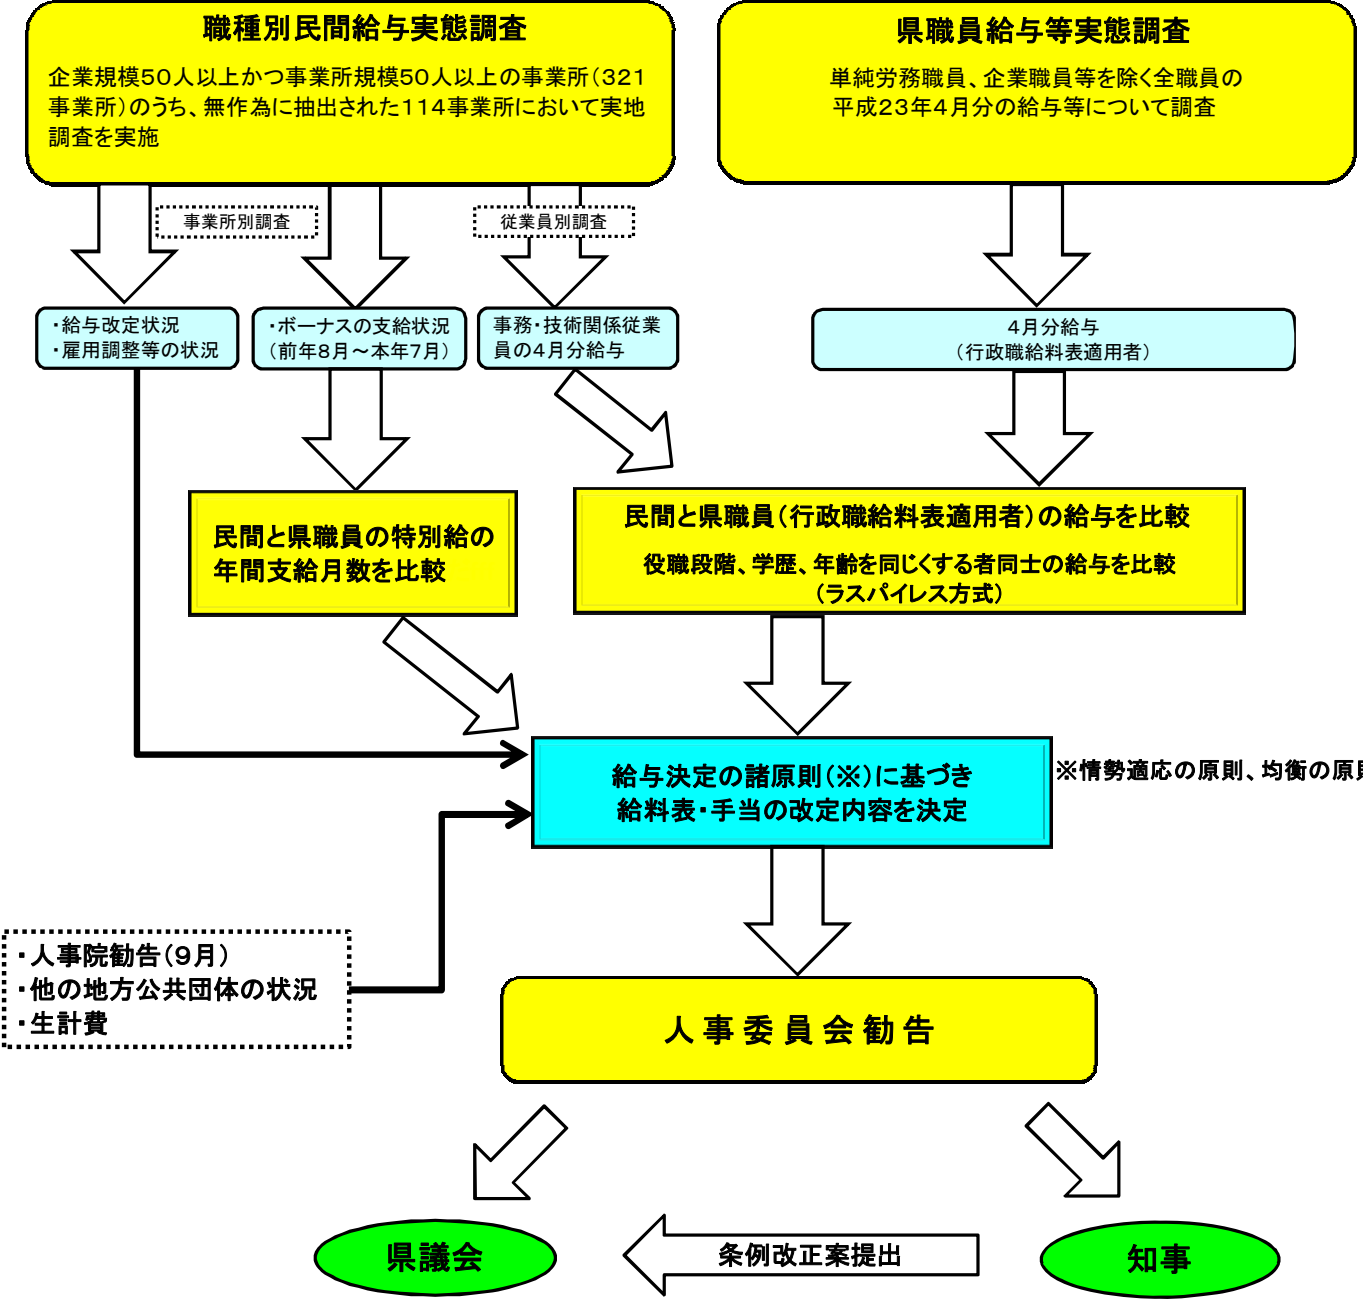 職種別民間給与実態調査
企業規模50人以上かつ事業所規模50人以上の事業所(321
事業所)のうち、無作為に抽出された114事業所において実地
調査を実施
県職員給与等実態調査
単純労務職員、企業職員等を除く全職員の
平成23年4月分の給与等について調査
事業所別調査
従業員別調査
・給与改定状況
・雇用調整等の状況
・ボーナスの支給状況
(前年8月～本年7月)
事務・技術関係従業
員の4月分給与
4月分給与
(行政職給料表適用者)
民間と県職員の特別給の
年間支給月数を比較
民間と県職員(行政職給料表適用者)の給与を比較
役職段階、学歴、年齢を同じくする者同士の給与を比較
(ラスパイレス方式)
給与決定の諸原則(※)に基づき
給料表・手当の改定内容を決定
※情勢適応の原則、均衡の原
・人事院勧告(9月)
・他の地方公共団体の状況
・生計費
人事委員会勧告
県議会
条例改正案提出
知事